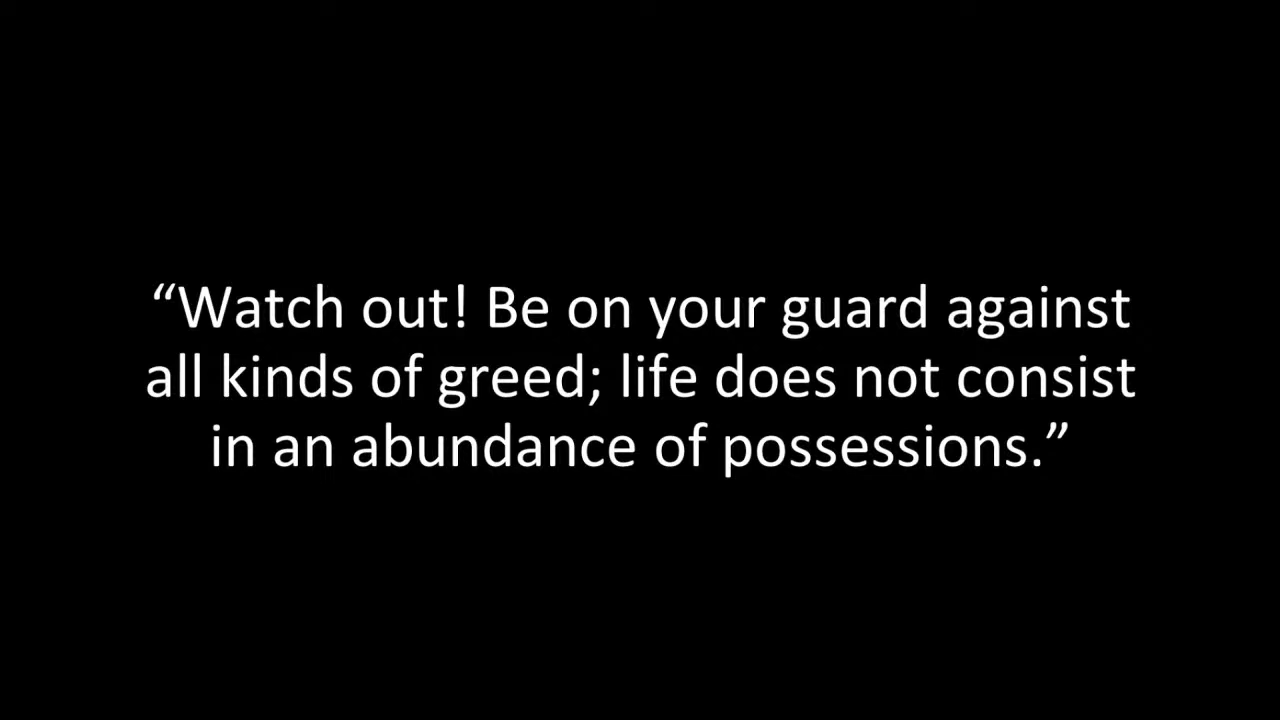 “Watch out! Be on your guard against
all kinds of greed; life does not consist
in an abundance of possessions.”